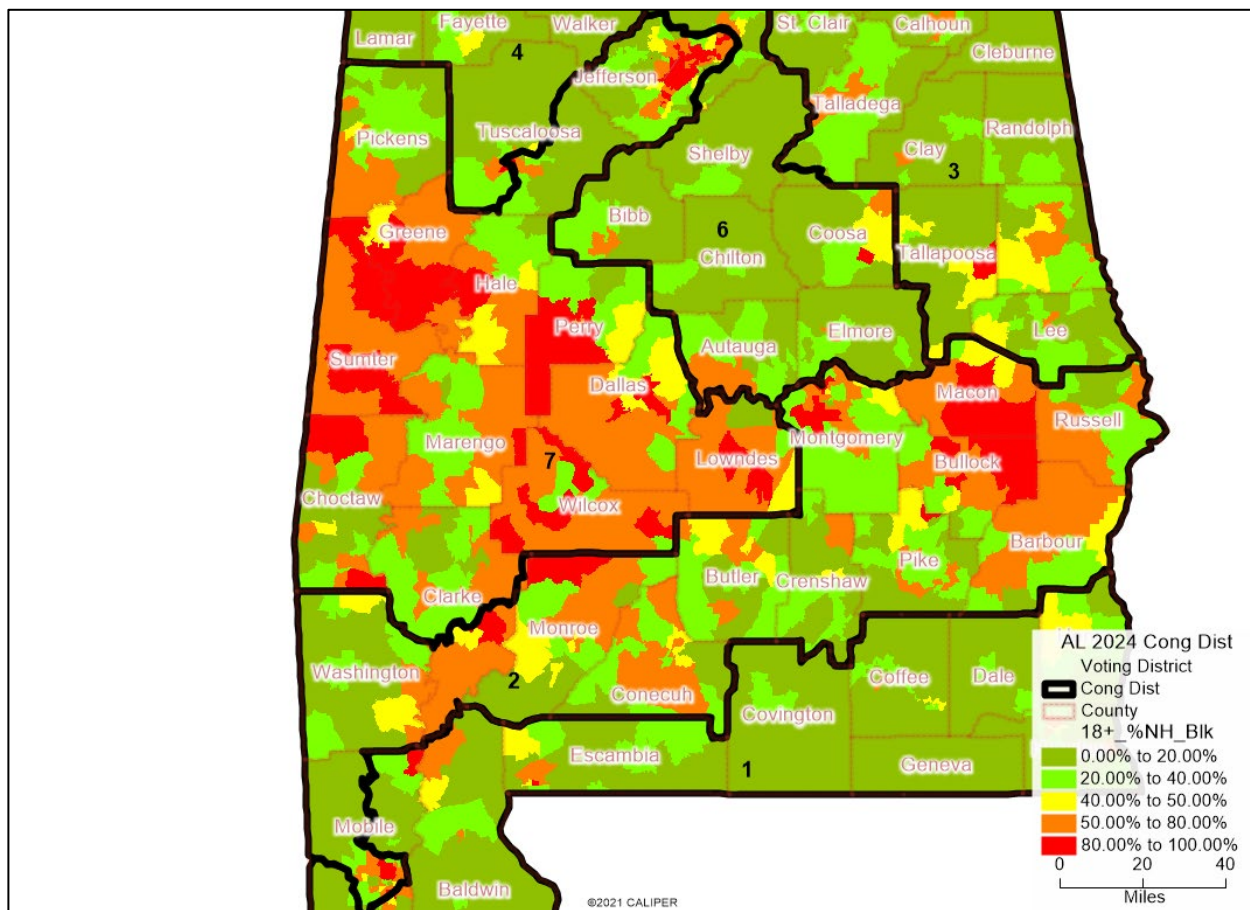 Fayette
Walker
St. Clair
Calhoun
Lamar
4
Cleburne
Jefferson
Talladega
Pickens
Tuscaloosa
Randolph
Shelby
Clay
3
Greene
Bibb
6
Coosa
Tallapoosa
Hale
Chilton
Perry
Elmore
Lee
Autauga
Sumter
Dallas
Macon
Russell
Marengo
Montgomery
7
Lowndes
Bullock
Choctaw
Wilcox
Barbour
Pike
Butler
Crenshaw
Clarke
Monroe
Washington
2
Conecuh
Coffee
Dale
Covington
Escambia
1
Geneva
Mobile
Baldwin
AL 2024 Cong Dist
Voting District
Cong Dist
County
18+_%NH_Blk
0.00% to 20.00%
20.00% to 40.00%
40.00% to 50.00%
50.00% to 80.00%
80.00% to 100.00%
0 20 40
Miles
©2021 CALIPER